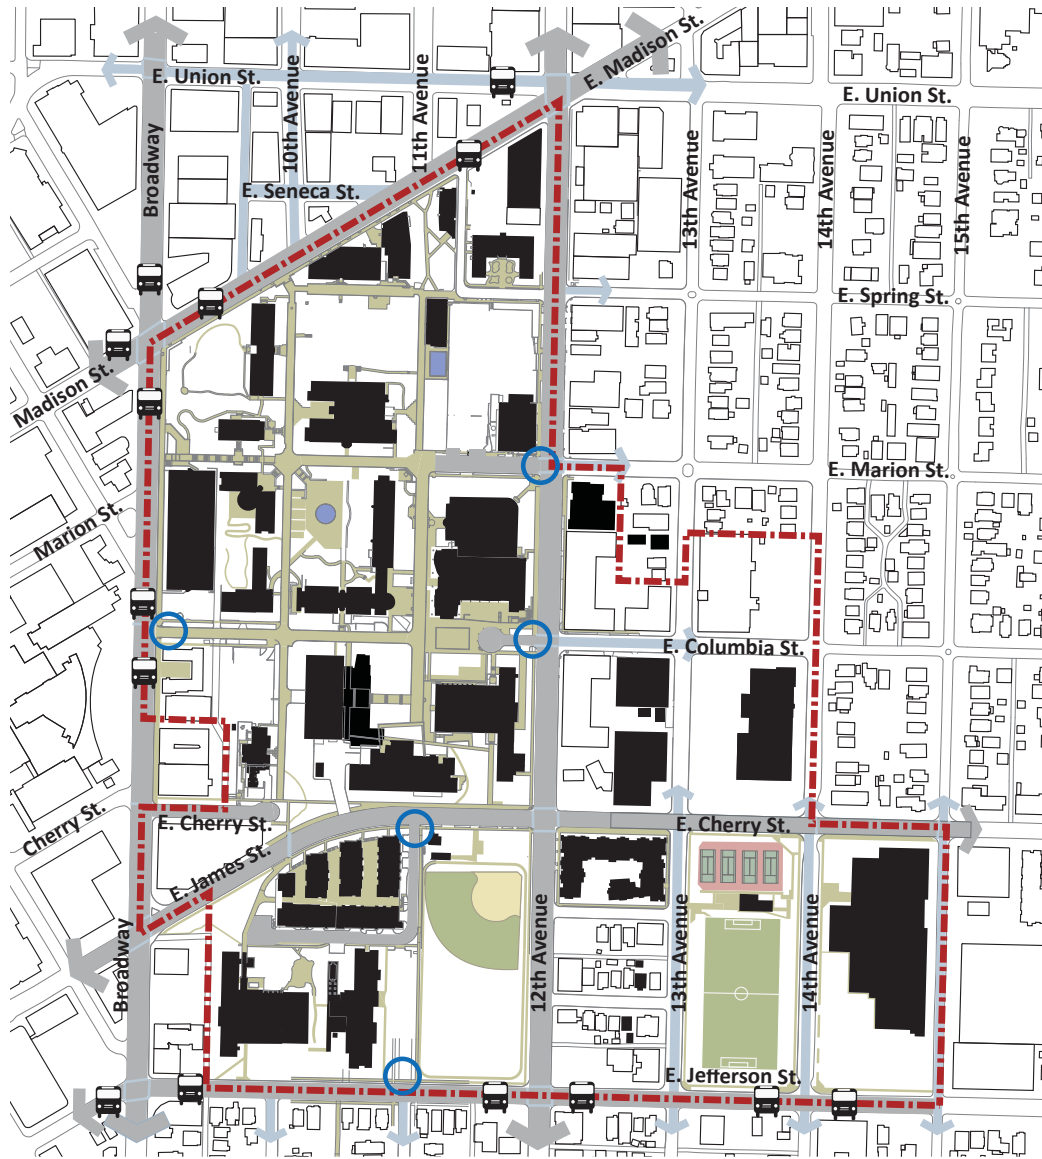 E. Madison St.
E. Union St.
E. Union St.
10th Avenue
11th Avenue
Broadway
E. Seneca St.
13th Avenue
14th Avenue
15th Avenue
E. Spring St.
Madison St.
E. Marion St.
Marion St.
E. Columbia St.
Cherry St.
E. Cherry St.
E. Cherry St.
E. James St.
Broadway
12th Avenue
13th Avenue
14th Avenue
E. Jefferson St.